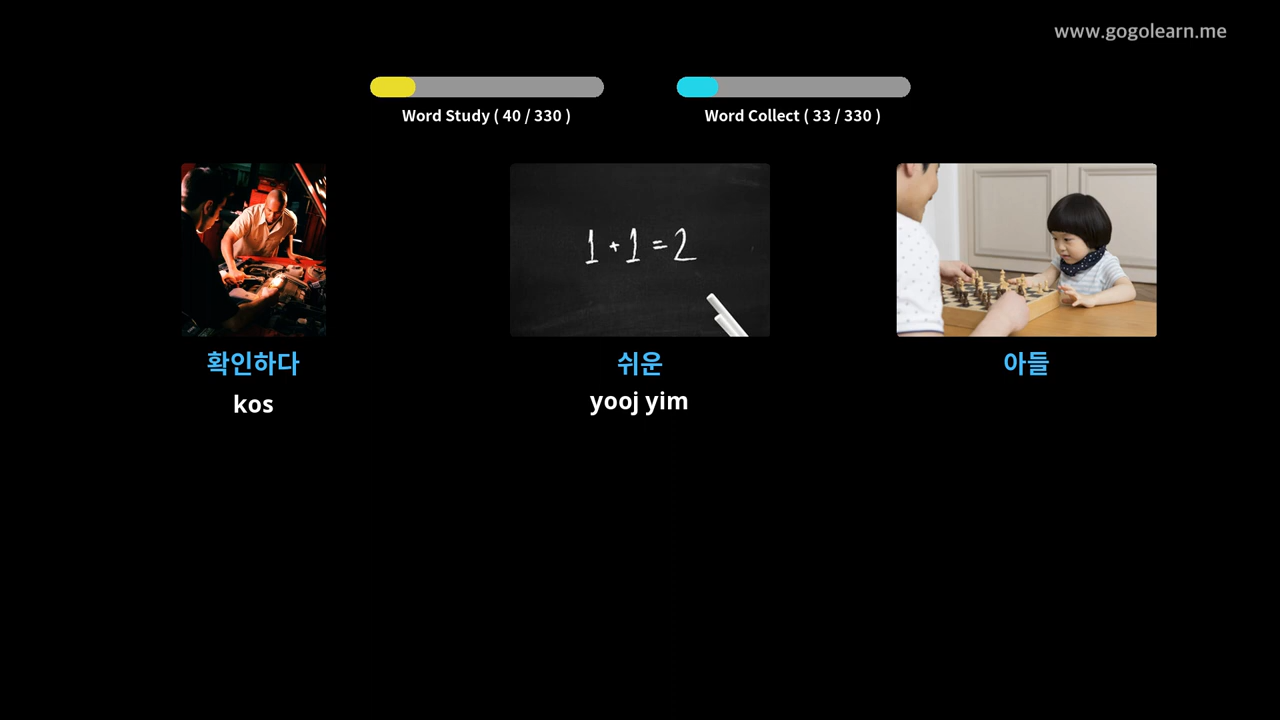 www.gogolearn.me
Word Study ( 40 / 330 )
Word Collect ( 33 / 330 )
1 + 1 = 2
확인하다
쉬운
아들
kos
yooj yim